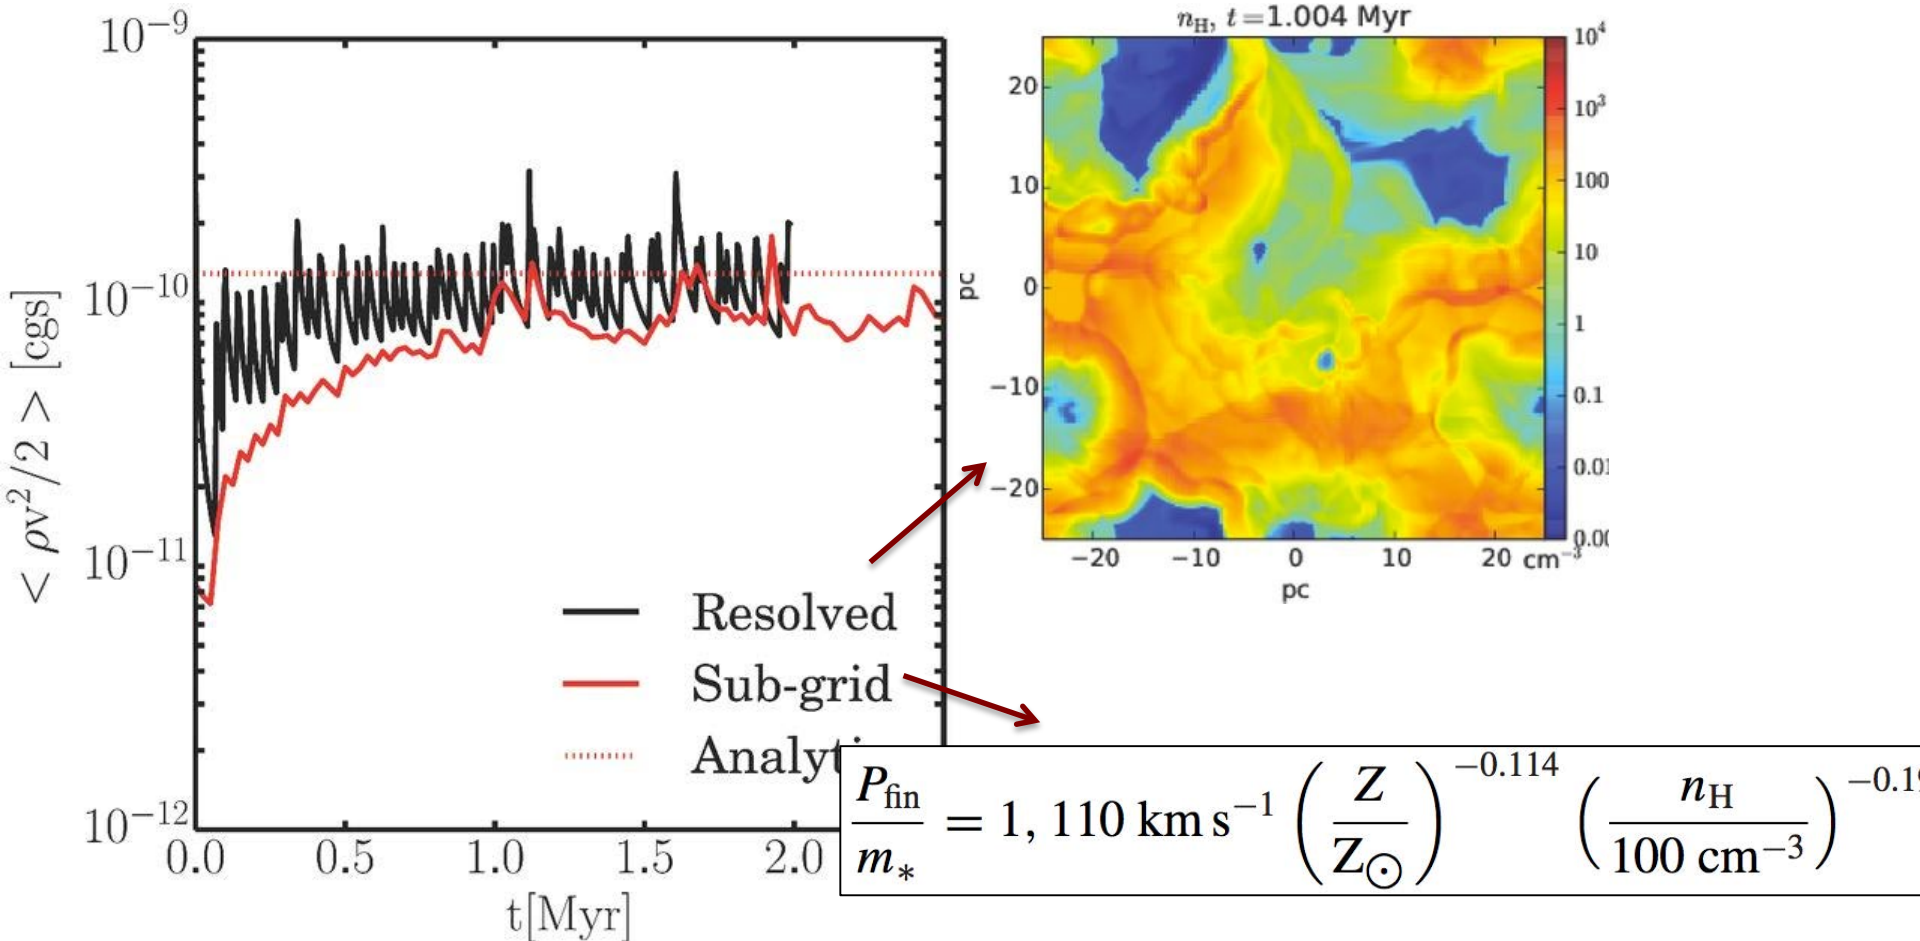 10^−9
10^−10
10^−11
10^−12
< ρv²/2 > [cgs]
0.0 0.5 1.0 1.5 2.0
t[Myr]
Resolved
Sub-grid
n_H, t=1.004 Myr
20
10
0
−10
−20
pc
−20 −10 0 10 20 cm⁻³
pc
10^4
10^3
100
10
1
0.1
0.01
P_fin / m_* = 1, 110 km s⁻¹ (Z / Z_⊙)^−0.114 (n_H / 100 cm⁻³)